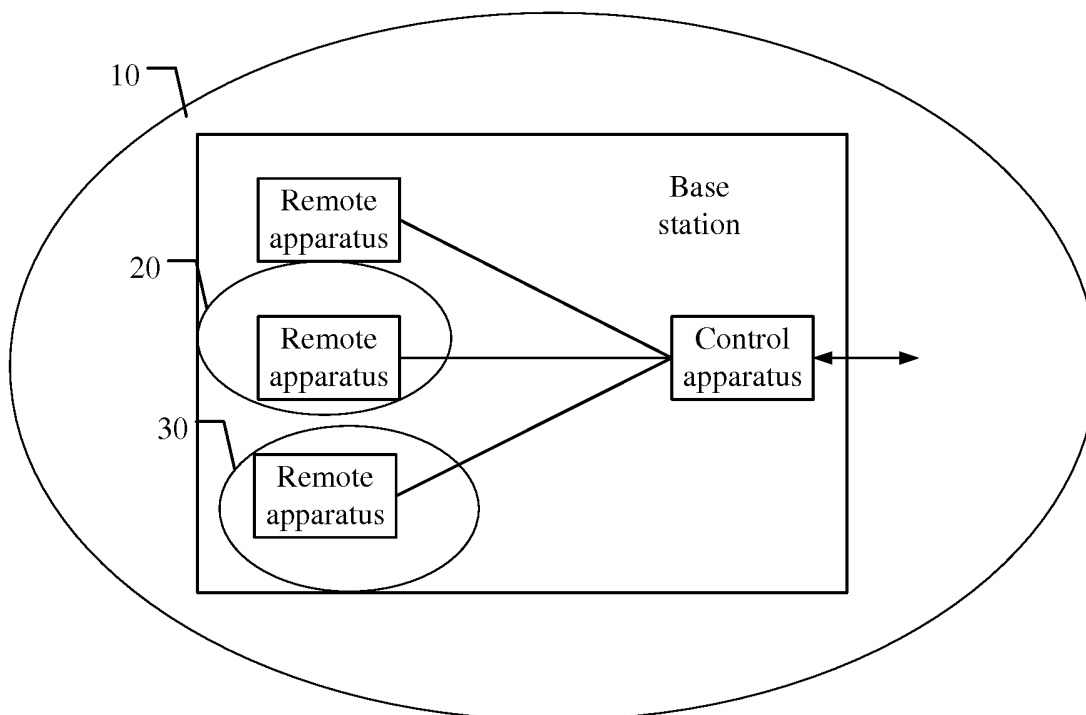 10
Remote
apparatus
Base
station
20
Remote
apparatus
Control
apparatus
30
Remote
apparatus